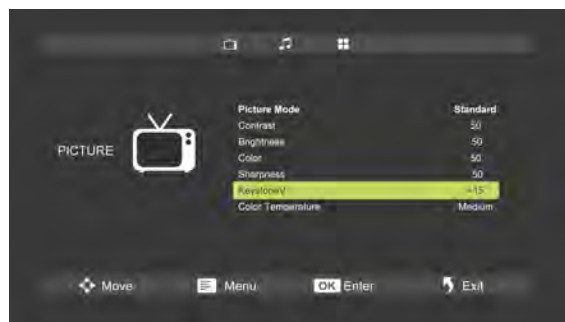 Picture Mode Standard
Contrast 50
Brightness 50
PICTURE
Color 50
Sharpness 50
KeystoneV
Color Temperature Medium
Move Menu OK Enter Exit